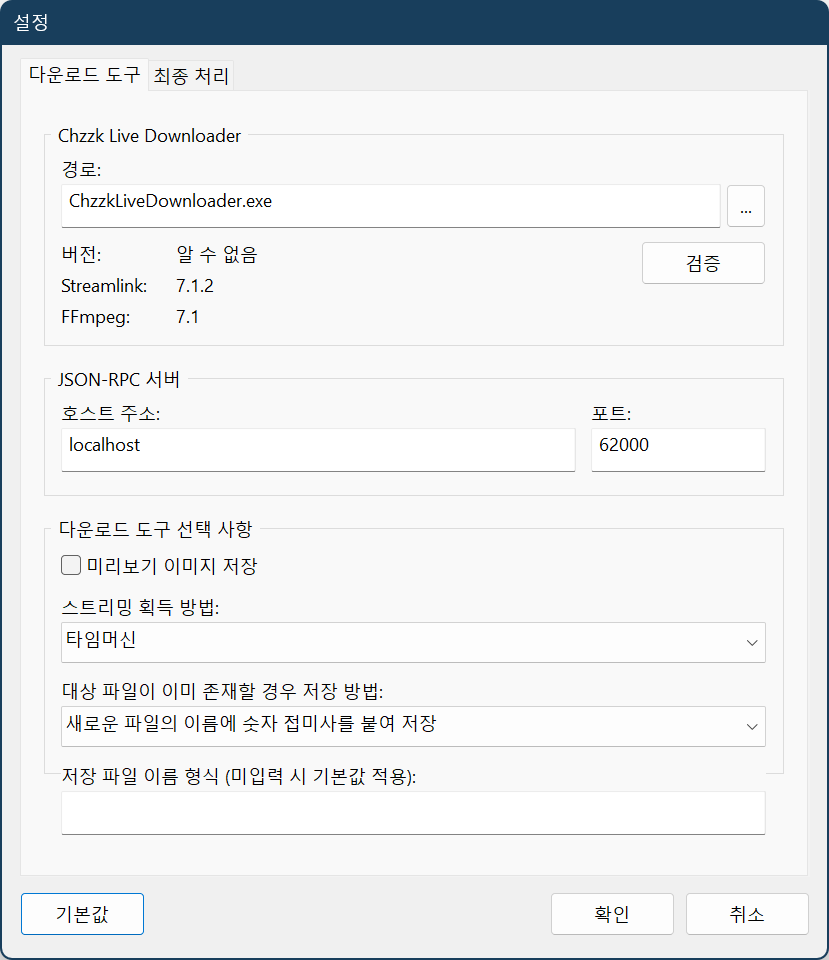 설정
다운로드 도구 최종 처리
Chzzk Live Downloader
경로:
ChzzkLiveDownloader.exe ...
버전: 알 수 없음 검증
Streamlink: 7.1.2
FFmpeg: 7.1
JSON-RPC 서버
호스트 주소: 포트:
localhost 62000
다운로드 도구 선택 사항
미리보기 이미지 저장
스트리밍 획득 방법:
타임머신
대상 파일이 이미 존재할 경우 저장 방법:
새로운 파일의 이름에 숫자 접미사를 붙여 저장
저장 파일 이름 형식 (미입력 시 기본값 적용):
기본값 확인 취소